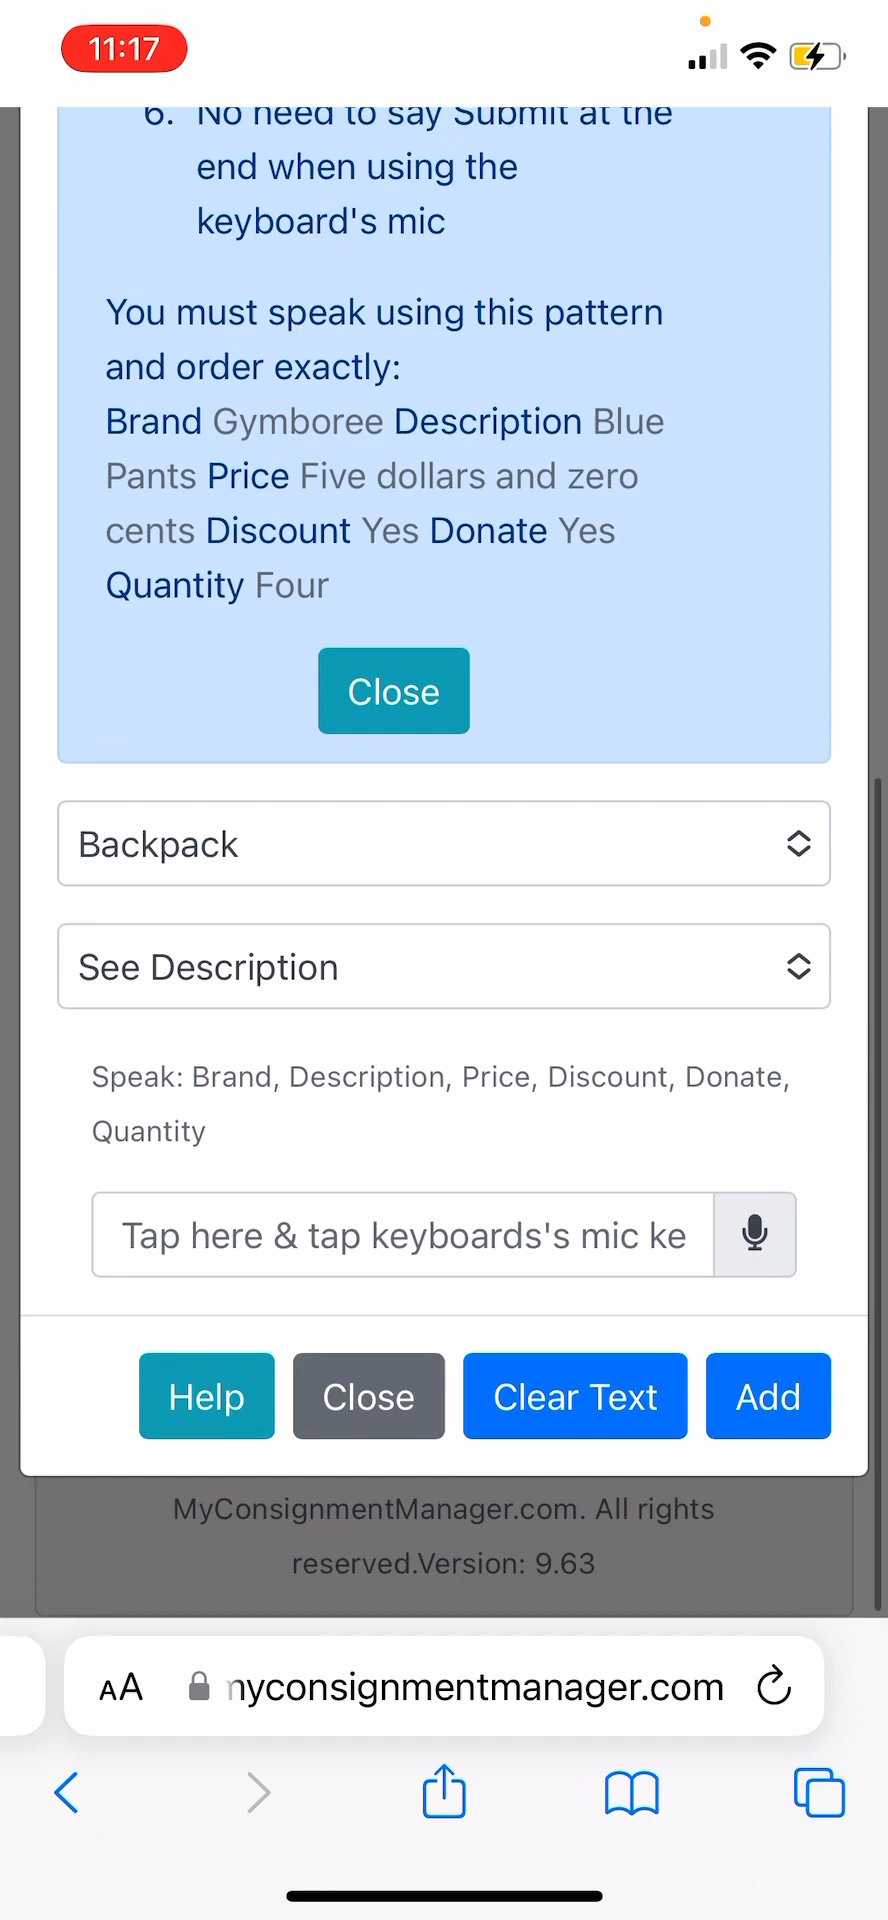 11:17
6. No need to say Submit at the
end when using the
keyboard's mic
You must speak using this pattern
and order exactly:
Brand Gymboree Description Blue
Pants Price Five dollars and zero
cents Discount Yes Donate Yes
Quantity Four
Close
Backpack
See Description
Speak: Brand, Description, Price, Discount, Donate,
Quantity
Tap here & tap keyboards's mic ke
Help Close Clear Text Add
MyConsignmentManager.com. All rights
reserved.Version: 9.63
AA myconsignmentmanager.com